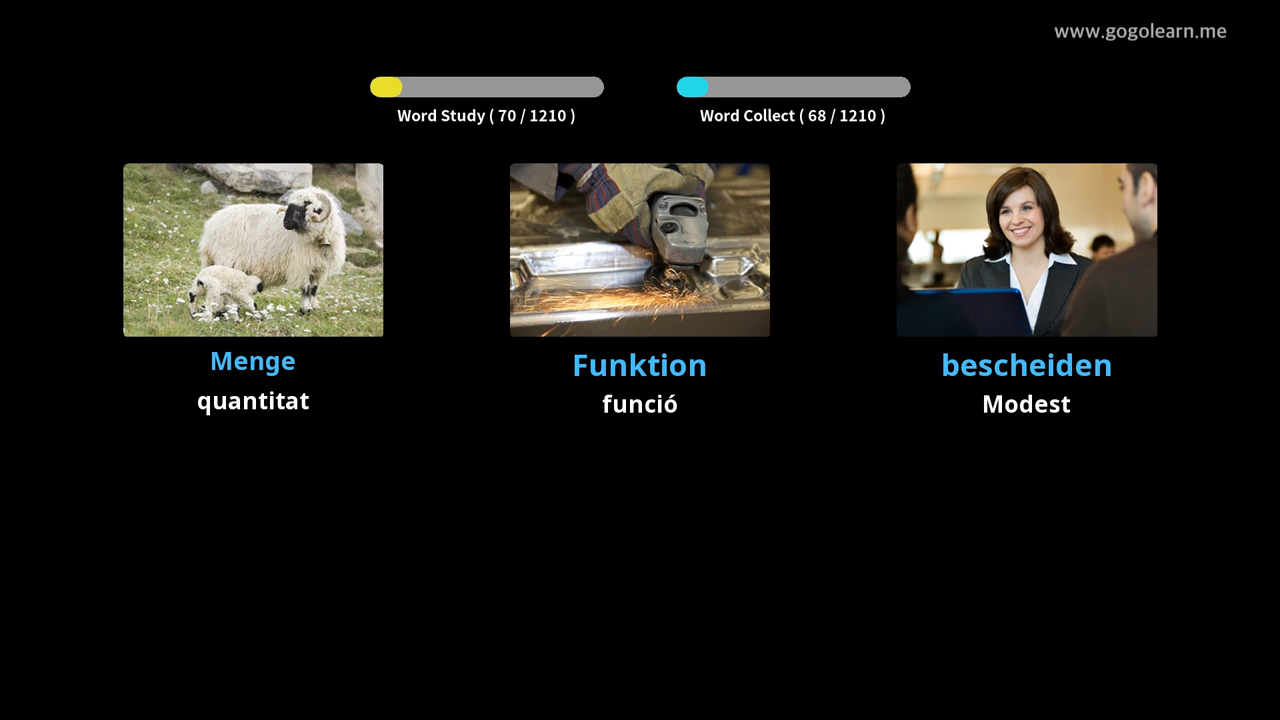 www.gogolearn.me
Word Study ( 70 / 1210 )
Word Collect ( 68 / 1210 )
Menge
quantitat
Funktion
funció
bescheiden
Modest